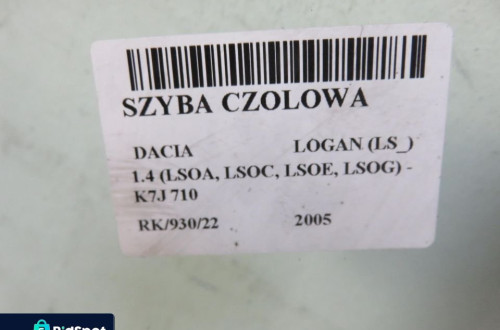 SZYBA CZOLOWA
DACIA LOGAN (LS_)
1.4 (LSOA, LSOC, LSOE, LSOG) -
K7J 710
RK/930/22 2005